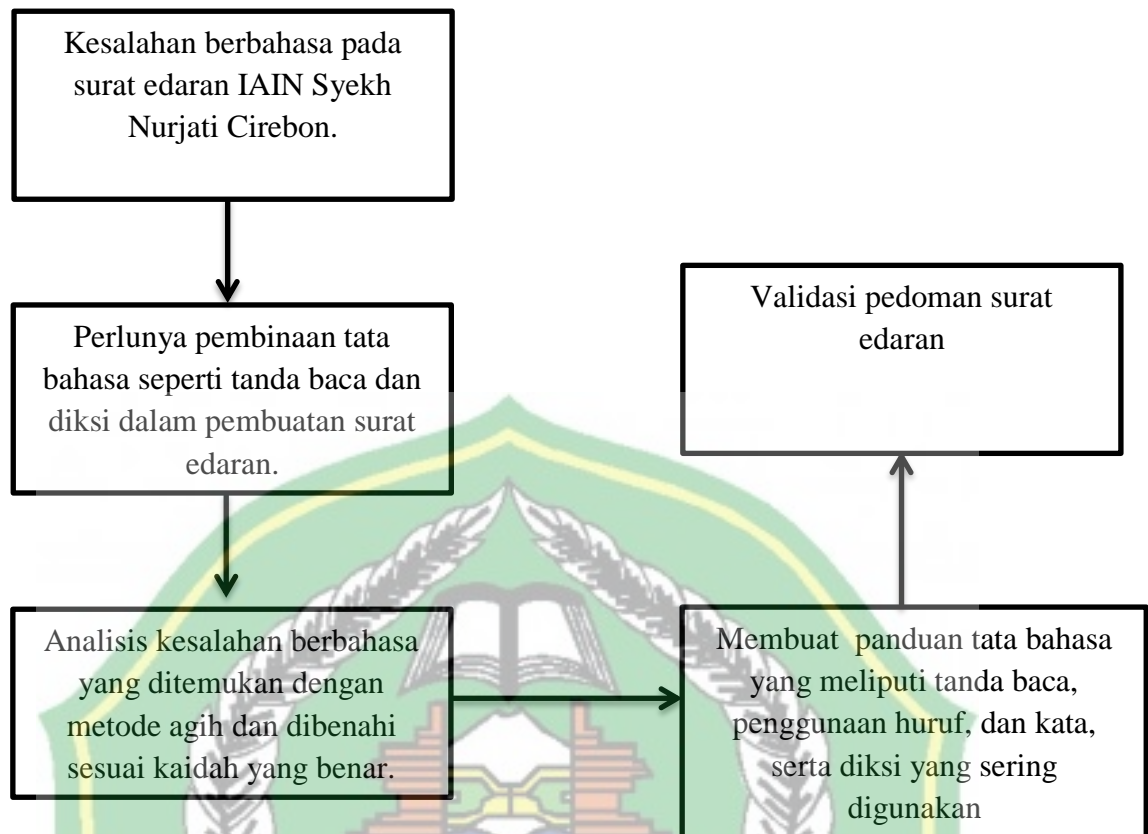 Kesalahan berbahasa pada
surat edaran IAIN Syekh
Nurjati Cirebon.
Perlunya pembinaan tata
bahasa seperti tanda baca dan
diksi dalam pembuatan surat
edaran.
Analisis kesalahan berbahasa
yang ditemukan dengan
metode agih dan dibenahi
sesuai kaidah yang benar.
Membuat  panduan tata bahasa
yang meliputi tanda baca,
penggunaan huruf, dan kata,
serta diksi yang sering
digunakan
Validasi pedoman surat
edaran